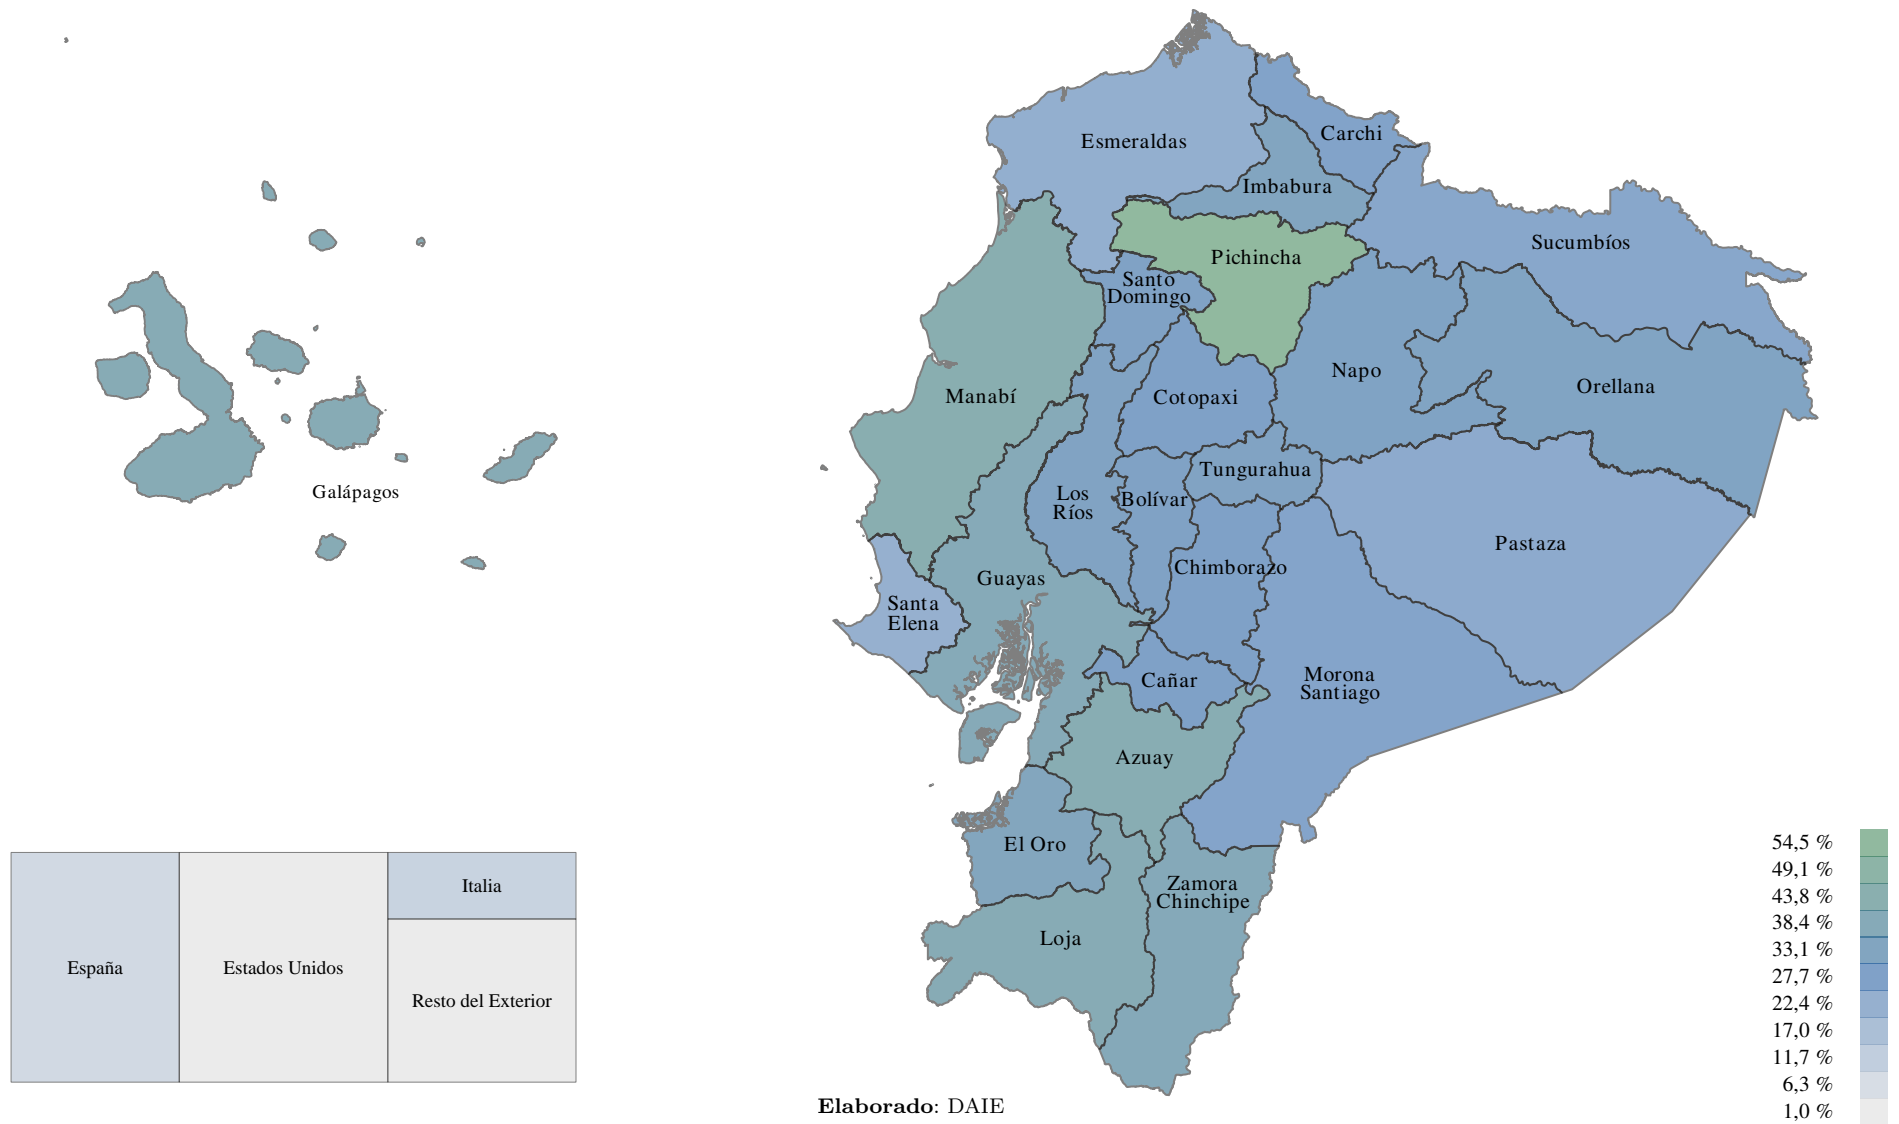 Esmeraldas
Carchi
Imbabura
Sucumbíos
Pichincha
Santo
Domingo
Napo
Orellana
Manabí
Cotopaxi
Tungurahua
Galápagos
Los
Ríos
Bolívar
Pastaza
Chimborazo
Guayas
Santa
Elena
Cañar
Morona
Santiago
Azuay
El Oro
Zamora
Chinchipe
Loja
Italia
España
Estados Unidos
Resto del Exterior
54,5 %
49,1 %
43,8 %
38,4 %
33,1 %
27,7 %
22,4 %
17,0 %
11,7 %
6,3 %
1,0 %
Elaborado: DAIE